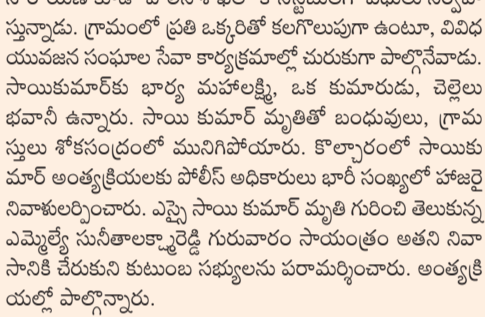 స్తున్నాడు. గ్రామంలో ప్రతి ఒక్కరితో కలగొలుపుగా ఉంటూ, వివిధ
యువజన సంఘాల సేవా కార్యక్రమాల్లో చురుకుగా పాల్గొనేవాడు.
సాయికుమార్‌కు భార్య మహాలక్ష్మి, ఒక కుమారుడు, చెల్లెలు
భవానీ ఉన్నారు. సాయి కుమార్ మృతితో బంధువులు, గ్రామ
స్తులు శోకసంద్రంలో మునిగిపోయారు. కొల్చారంలో సాయికు
మార్ అంత్యక్రియలకు పోలీస్ అధికారులు భారీ సంఖ్యలో హాజరై
నివాళులర్పించారు. ఎస్సై సాయి కుమార్ మృతి గురించి తెలుకున్న
ఎమ్మెల్యే సునీతాలక్ష్మారెడ్డి గురువారం సాయంత్రం అతని నివా
సానికి చేరుకుని కుటుంబ సభ్యులను పరామర్శించారు. అంత్యక్రి
యల్లో పాల్గొన్నారు.